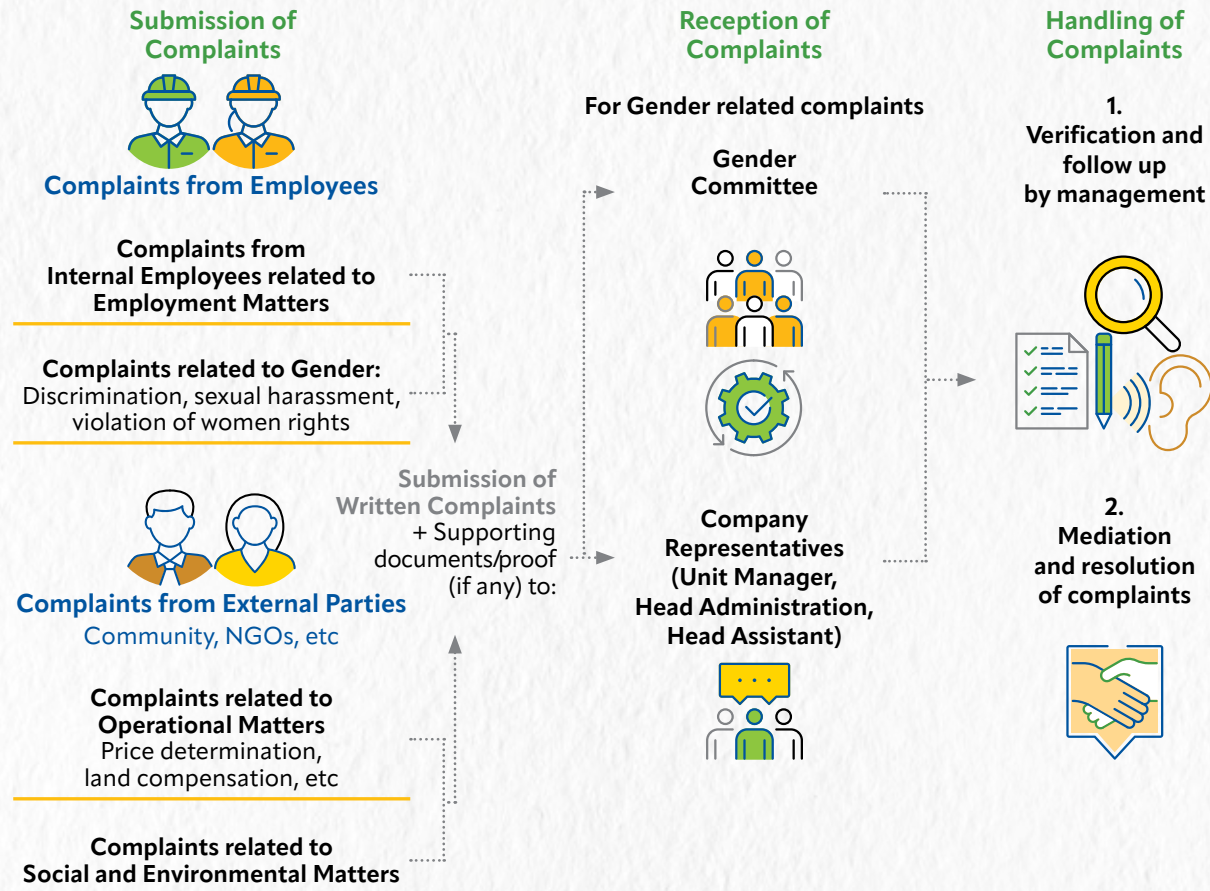 Submission of
Complaints
Complaints from Employees
Complaints from
Internal Employees related to
Employment Matters
Complaints related to Gender:
Discrimination, sexual harassment,
violation of women rights
Complaints from External Parties
Community, NGOs, etc
Complaints related to
Operational Matters
Price determination,
land compensation, etc
Complaints related to
Social and Environmental Matters
Submission of
Written Complaints
+ Supporting
documents/proof
(if any) to:
Reception of
Complaints
For Gender related complaints
Gender
Committee
Company
Representatives
(Unit Manager,
Head Administration,
Head Assistant)
Handling of
Complaints
1.
Verification and
follow up
by management
2.
Mediation
and resolution
of complaints